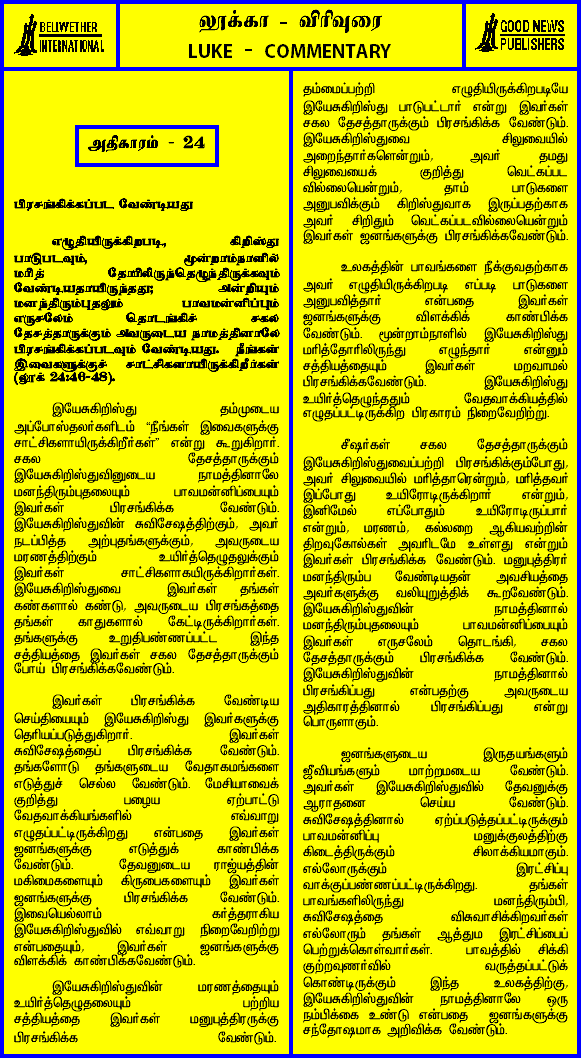 BELLWETHER
INTERNATIONAL
லூக்கா - விரிவுரை
LUKE - COMMENTARY
GOOD NEWS
PUBLISHERS
அதிகாரம் - 24
பிரசங்கிக்கப்பட வேண்டியது
எழுதியிருக்கிறபடி, கிறிஸ்து
பாடுபடவும், மூன்றாம்நாளில்
மரித் தோரிலிருந்தெழுந்திருக்கவும்
வேண்டியதாயிருந்தது; அன்றியும்
மனந்திரும்புதலும் பாவமன்னிப்பும்
எருசலேம் தொடங்கிச் சகல
தேசத்தாருக்கும் அவருடைய நாமத்தினாலே
பிரசங்கிக்கப்படவும் வேண்டியது. நீங்கள்
இவைகளுக்குச் சாட்சிகளாயிருக்கிறீர்கள்
(லூக் 24:46-48).
இயேசுகிறிஸ்து தம்முடைய
அப்போஸ்தலர்களிடம் “நீங்கள் இவைகளுக்கு
சாட்சிகளாயிருக்கிறீர்கள்” என்று கூறுகிறார்.
சகல தேசத்தாருக்கும்
இயேசுகிறிஸ்துவினுடைய நாமத்தினாலே
மனந்திரும்புதலையும் பாவமன்னிப்பையும்
இவர்கள் பிரசங்கிக்க வேண்டும்.
இயேசுகிறிஸ்துவின் சுவிசேஷத்திற்கும், அவர்
நடப்பித்த அற்புதங்களுக்கும், அவருடைய
மரணத்திற்கும் உயிர்த்தெழுதலுக்கும்
இவர்கள் சாட்சிகளாகயிருக்கிறார்கள்.
இயேசுகிறிஸ்துவை இவர்கள் தங்கள்
கண்களால் கண்டு, அவருடைய பிரசங்கத்தை
தங்கள் காதுகளால் கேட்டிருக்கிறார்கள்.
தங்களுக்கு உறுதிபண்ணப்பட்ட இந்த
சத்தியத்தை இவர்கள் சகல தேசத்தாருக்கும்
போய் பிரசங்கிக்கவேண்டும்.
இவர்கள் பிரசங்கிக்க வேண்டிய
செய்தியையும் இயேசுகிறிஸ்து இவர்களுக்கு
தெரியப்படுத்துகிறார். இவர்கள்
சுவிசேஷத்தைப் பிரசங்கிக்க வேண்டும்.
தங்களோடு தங்களுடைய வேதாகமங்களை
எடுத்துச் செல்ல வேண்டும். மேசியாவைக்
குறித்து பழைய ஏற்பாட்டு
வேதவாக்கியங்களில் எவ்வாறு
எழுதப்பட்டிருக்கிறது என்பதை இவர்கள்
ஜனங்களுக்கு எடுத்துக் காண்பிக்க
வேண்டும். தேவனுடைய ராஜ்யத்தின்
மகிமைகளையும் கிருபைகளையும் இவர்கள்
ஜனங்களுக்கு பிரசங்கிக்க வேண்டும்.
இவையெல்லாம் கர்த்தராகிய
இயேசுகிறிஸ்துவில் எவ்வாறு நிறைவேறிற்று
என்பதையும், இவர்கள் ஜனங்களுக்கு
விளக்கிக் காண்பிக்கவேண்டும்.
இயேசுகிறிஸ்துவின் மரணத்தையும்
உயிர்த்தெழுதலையும் பற்றிய
சத்தியத்தை இவர்கள் மனுபுத்திரருக்கு
பிரசங்கிக்க வேண்டும்.
தம்மைப்பற்றி எழுதியிருக்கிறபடியே
இயேசுகிறிஸ்து பாடுபட்டார் என்று இவர்கள்
சகல தேசத்தாருக்கும் பிரசங்கிக்க வேண்டும்.
இயேசுகிறிஸ்துவை சிலுவையில்
அறைந்தார்களென்றும், அவர் தமது
சிலுவையைக் குறித்து வெட்கப்பட
வில்லையென்றும், தாம் பாடுகளை
அனுபவிக்கும் கிறிஸ்துவாக இருப்பதற்காக
அவர் சிறிதும் வெட்கப்படவில்லையென்றும்
இவர்கள் ஜனங்களுக்கு பிரசங்கிக்கவேண்டும்.
உலகத்தின் பாவங்களை நீக்குவதற்காக
அவர் எழுதியிருக்கிறபடி எப்படி பாடுகளை
அனுபவித்தார் என்பதை இவர்கள்
ஜனங்களுக்கு விளக்கிக் காண்பிக்க
வேண்டும். மூன்றாம்நாளில் இயேசுகிறிஸ்து
மரித்தோரிலிருந்து எழுந்தார் என்னும்
சத்தியத்தையும் இவர்கள் மறவாமல்
பிரசங்கிக்கவேண்டும். இயேசுகிறிஸ்து
உயிர்த்தெழுந்ததும் வேதவாக்கியத்தில்
எழுதப்பட்டிருக்கிற பிரகாரம் நிறைவேறிற்று.
சீஷர்கள் சகல தேசத்தாருக்கும்
இயேசுகிறிஸ்துவைப்பற்றி பிரசங்கிக்கும்போது,
அவர் சிலுவையில் மரித்தாரென்றும், மரித்தவர்
இப்போது உயிரோடிருக்கிறார் என்றும்,
இனிமேல் எப்போதும் உயிரோடிருப்பார்
என்றும், மரணம், கல்லறை ஆகியவற்றின்
திறவுகோல்கள் அவரிடமே உள்ளது என்றும்
இவர்கள் பிரசங்கிக்க வேண்டும். மனுபுத்திரர்
மனந்திரும்ப வேண்டியதன் அவசியத்தை
அவர்களுக்கு வலியுறுத்திக் கூறவேண்டும்.
இயேசுகிறிஸ்துவின் நாமத்தினால்
மனந்திரும்புதலையும் பாவமன்னிப்பையும்
இவர்கள் எருசலேம் தொடங்கி, சகல
தேசத்தாருக்கும் பிரசங்கிக்க வேண்டும்.
இயேசுகிறிஸ்துவின் நாமத்தினால்
பிரசங்கிப்பது என்பதற்கு அவருடைய
அதிகாரத்தினால் பிரசங்கிப்பது என்று
பொருளாகும்.
ஜனங்களுடைய இருதயங்களும்
ஜீவியங்களும் மாற்றமடைய வேண்டும்.
அவர்கள் இயேசுகிறிஸ்துவில் தேவனுக்கு
ஆராதனை செய்ய வேண்டும்.
சுவிசேஷத்தினால் ஏற்படுத்தப்பட்டிருக்கும்
பாவமன்னிப்பு மனுக்குலத்திற்கு
கிடைத்திருக்கும் சிலாக்கியமாகும்.
எல்லோருக்கும் இரட்சிப்பு
வாக்குப்பண்ணப்பட்டிருக்கிறது. தங்கள்
பாவங்களிலிருந்து மனந்திரும்பி,
சுவிசேஷத்தை விசுவாசிக்கிறவர்கள்
எல்லோரும் தங்கள் ஆத்தும இரட்சிப்பைப்
பெற்றுக்கொள்வார்கள். பாவத்தில் சிக்கி
குற்றவுணர்வில் வருத்தப்பட்டுக்
கொண்டிருக்கும் இந்த உலகத்திற்கு,
இயேசுகிறிஸ்துவின் நாமத்தினாலே ஒரு
நம்பிக்கை உண்டு என்பதை ஜனங்களுக்கு
சந்தோஷமாக அறிவிக்க வேண்டும்.